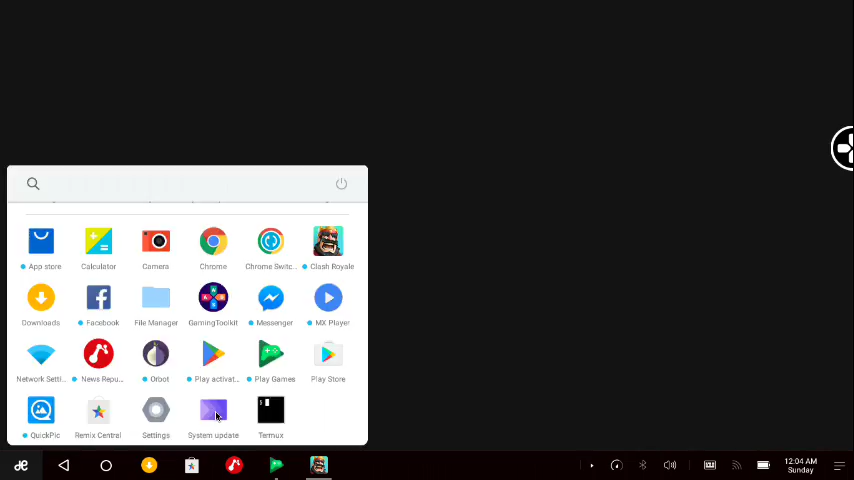 App store
Calculator
Camera
Chrome
Chrome Switc...
Clash Royale
Downloads
Facebook
File Manager
GamingToolkit
Messenger
MX Player
Network Setti...
News Repu...
Orbot
Play activat...
Play Games
Play Store
QuickPic
Remix Central
Settings
System update
Termux
12:04 AM
Sunday